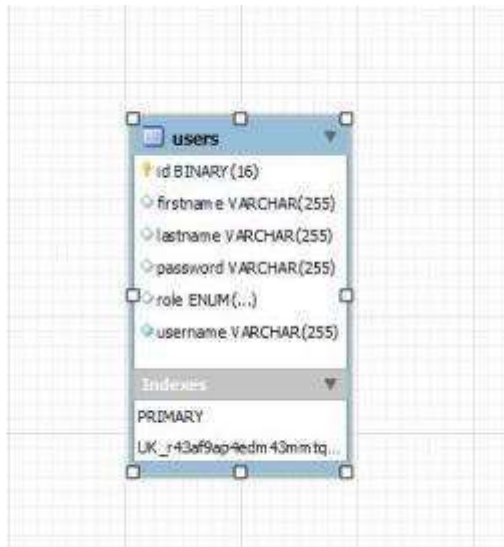 users
id BINARY(16)
firstname VARCHAR(255)
lastname VARCHAR(255)
password VARCHAR(255)
role ENUM(...)
username VARCHAR(255)
Indexes
PRIMARY
UK_r43af9ap4edm43mmtq...